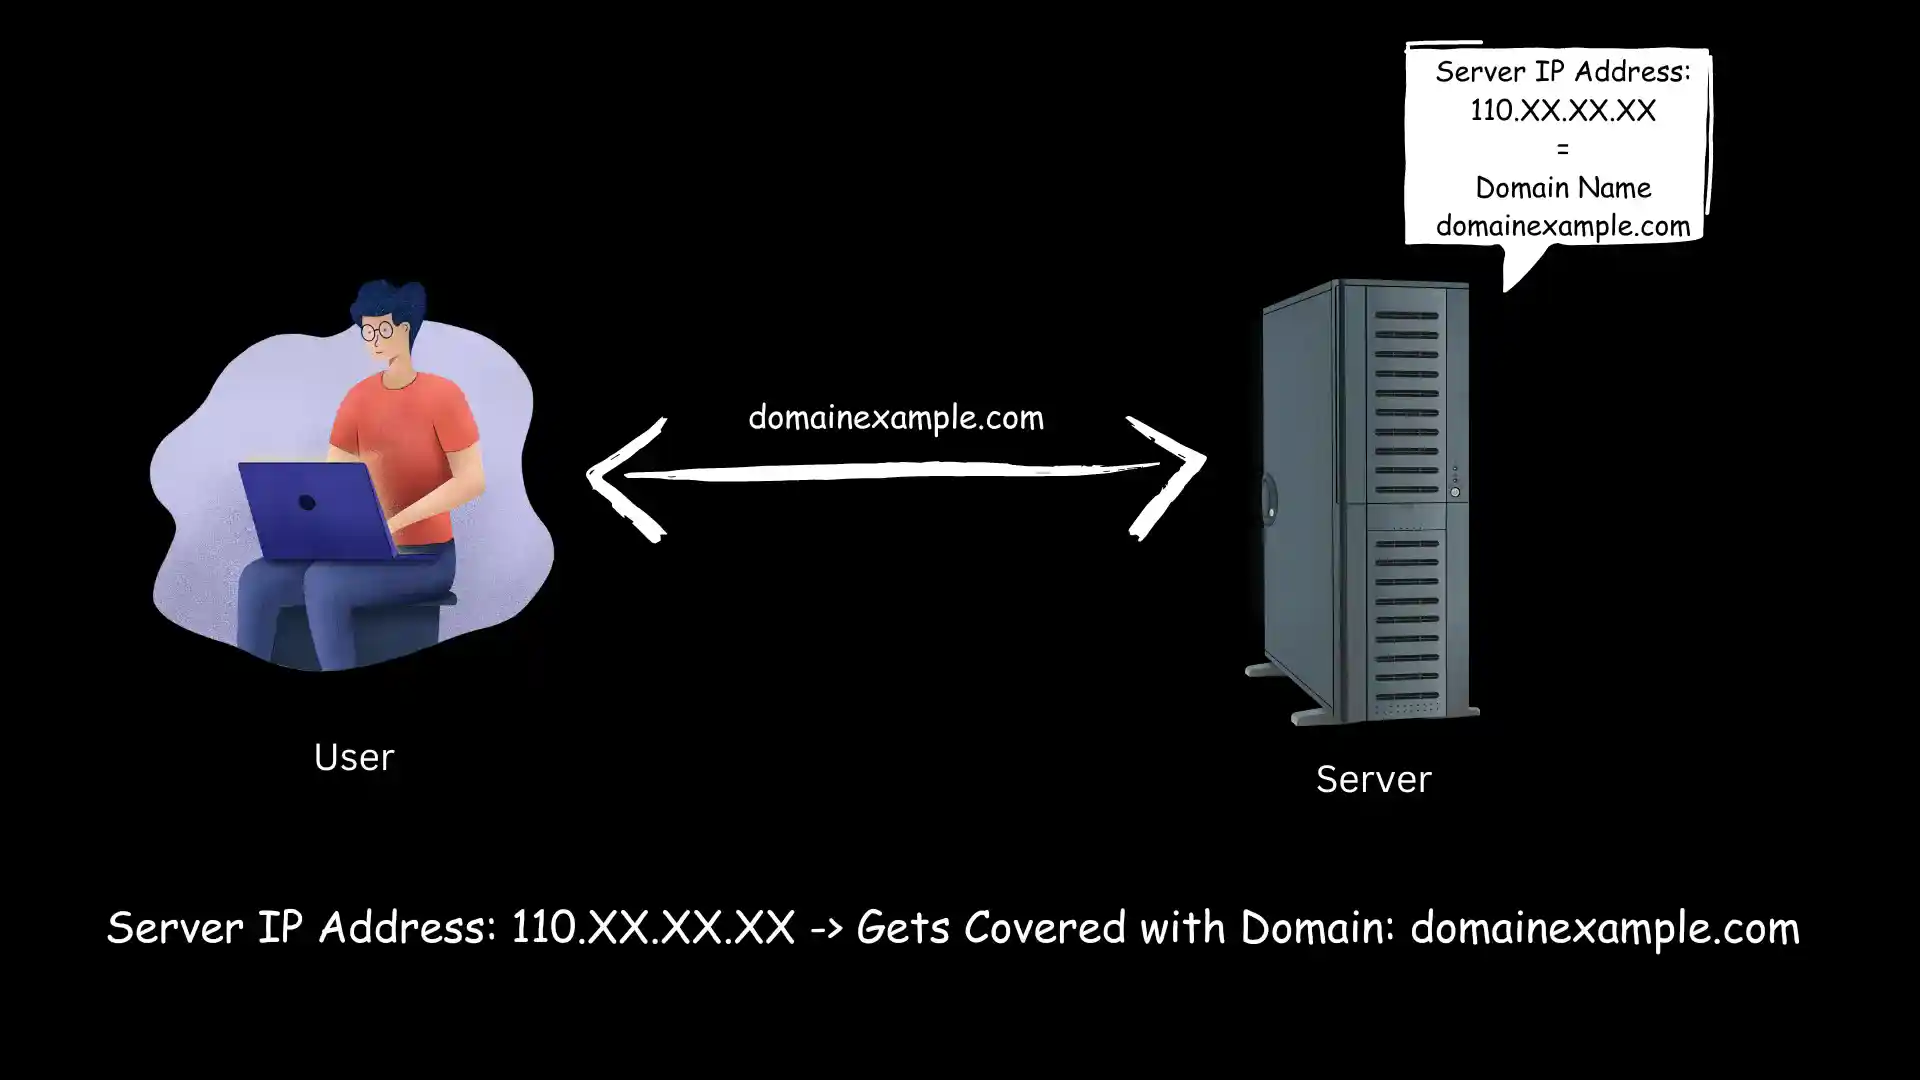 Server IP Address:
110.XX.XX.XX
=
Domain Name
domainexample.com
domainexample.com
User
Server
Server IP Address: 110.XX.XX.XX -> Gets Covered with Domain: domainexample.com